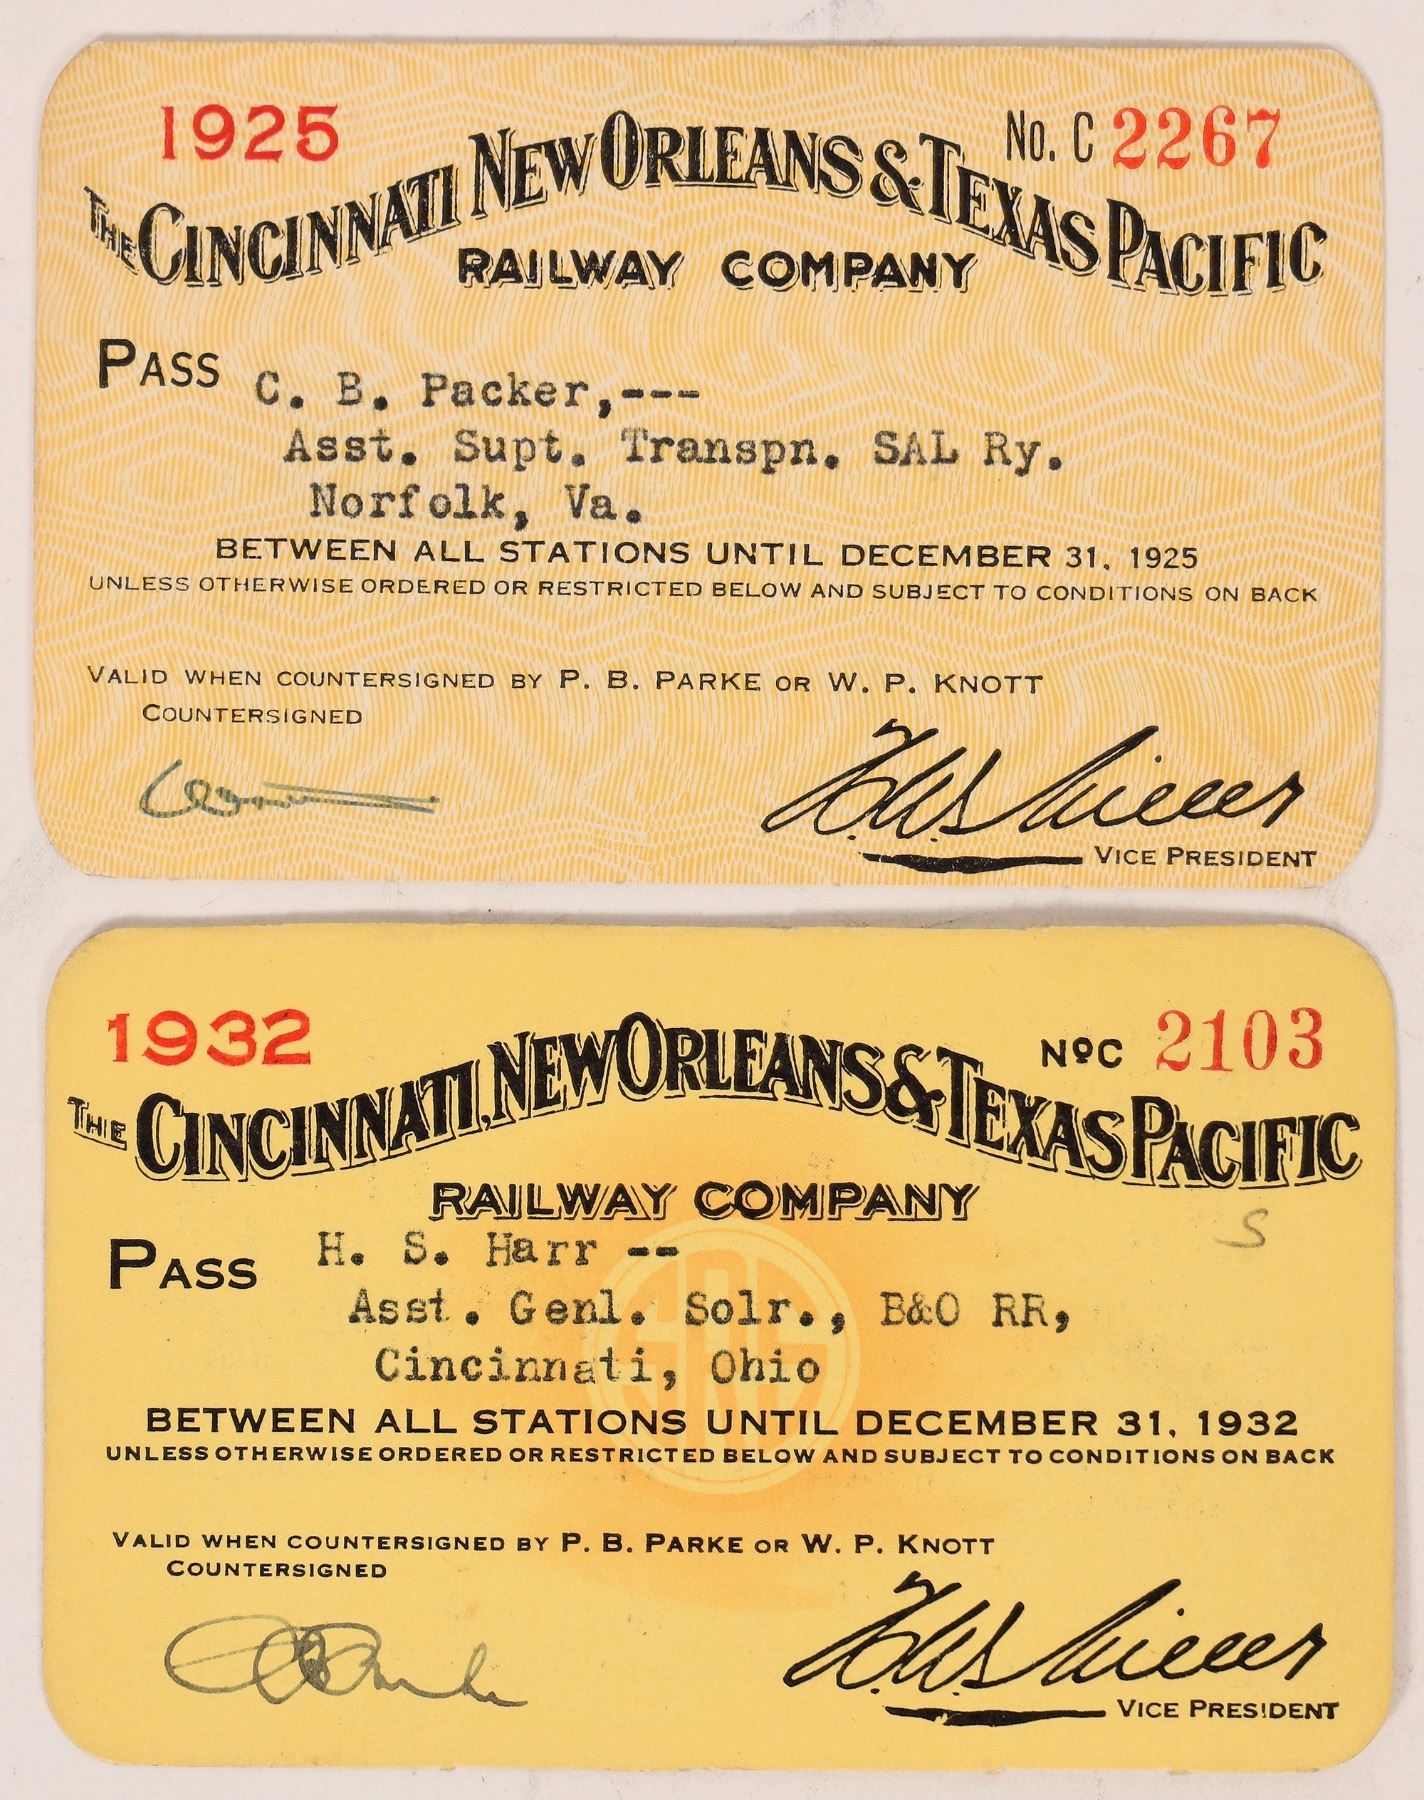 1925
No. C 2267
THE CINCINNATI NEW ORLEANS & TEXAS PACIFIC
RAILWAY COMPANY
PASS C. B. Packer,---
Asst. Supt. Transpn. SAL Ry.
Norfolk, Va.
BETWEEN ALL STATIONS UNTIL DECEMBER 31, 1925
UNLESS OTHERWISE ORDERED OR RESTRICTED BELOW AND SUBJECT TO CONDITIONS ON BACK
VALID WHEN COUNTERSIGNED BY P. B. PARKE OR W. P. KNOTT
COUNTERSIGNED
VICE PRESIDENT
1932
NºC 2103
THE CINCINNATI, NEW ORLEANS & TEXAS PACIFIC
RAILWAY COMPANY
S
PASS H. S. Harr --
Asst. Genl. Solr., B&O RR,
Cincinnati, Ohio
BETWEEN ALL STATIONS UNTIL DECEMBER 31, 1932
UNLESS OTHERWISE ORDERED OR RESTRICTED BELOW AND SUBJECT TO CONDITIONS ON BACK
VALID WHEN COUNTERSIGNED BY P. B. PARKE OR W. P. KNOTT
COUNTERSIGNED
VICE PRESIDENT